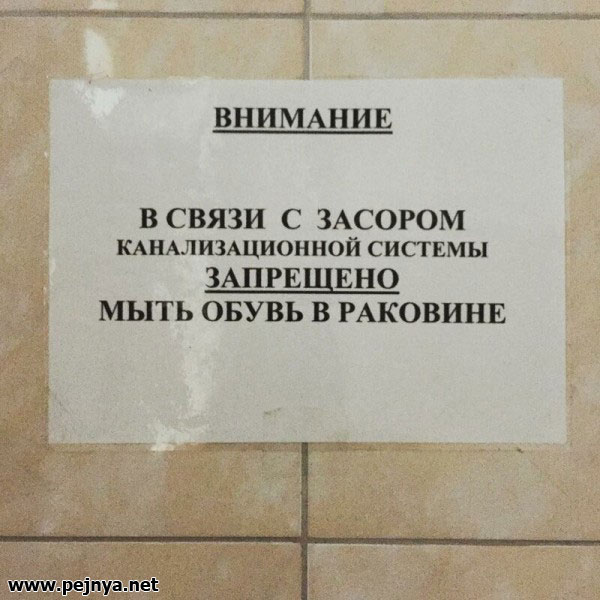 ВНИМАНИЕ
В СВЯЗИ С ЗАСОРОМ
КАНАЛИЗАЦИОННОЙ СИСТЕМЫ
ЗАПРЕЩЕНО
МЫТЬ ОБУВЬ В РАКОВИНЕ
www.pejnya.net